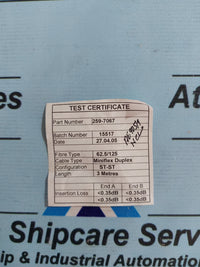 TEST CERTIFICATE
Part Number : 259-7067
Batch Number 15517
Date 27.04.05
Fibre Type 62.5/125
Cable Type Miniflex Duplex
Configuration ST-ST
Length 3 Metres
End A End B
Insertion Loss <0.35dB <0.35dB
<0.35dB <0.35dB
es
At
Shipcare Serv
ip & Industrial Automation